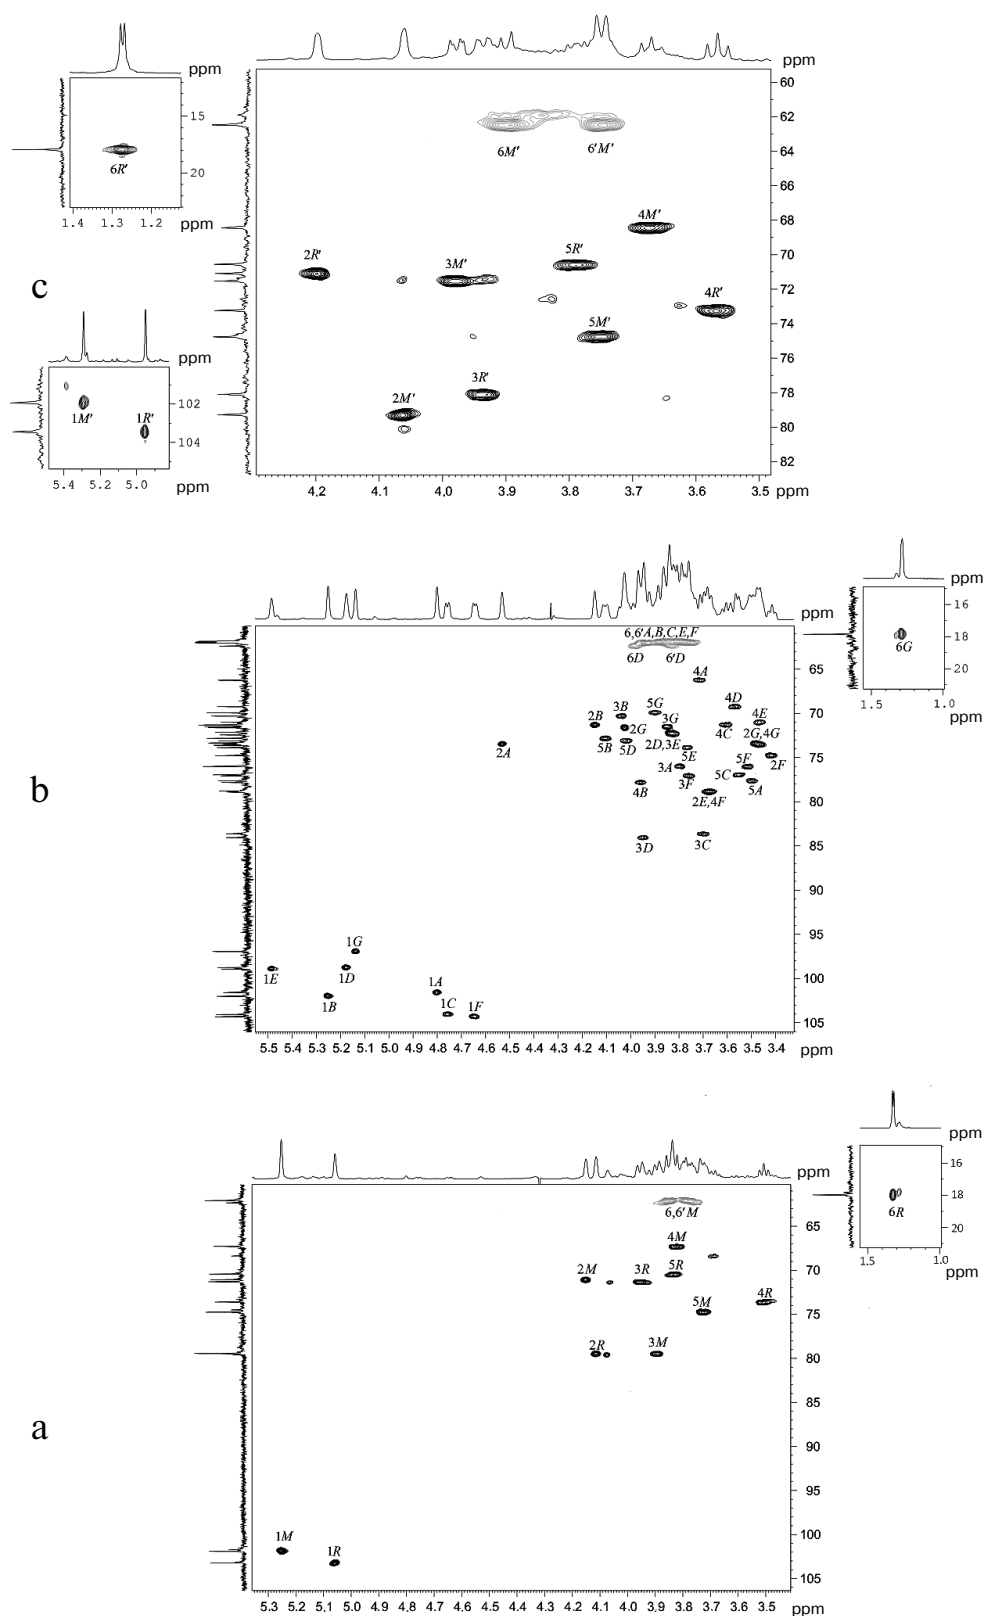 ppm
15
20
6R'
1.4 1.3 1.2
ppm
c
ppm
102
104
1M' 1R'
5.4 5.2 5.0
ppm
ppm
60
62
64
66
68
70
72
74
76
78
80
82
6M' 6'M'
4M'
5R'
2R' 3M'
4R'
5M'
3R'
2M'
4.2 4.1 4.0 3.9 3.8 3.7 3.6 3.5
ppm
b
ppm
65
70
75
80
85
90
95
100
105
6,6'A,B,C,E,F
6D 6'D
4A
5G 4D
3B 4E
2B 2G 3G 4C 2G,4G
5B 5D 2D,3E
5E 5F 2F
2A 3A 5C
4B 3F 5A
2E,4F
3D 3C
1G
1E 1D
1A
1B 1C 1F
5.5 5.4 5.3 5.2 5.1 5.0 4.9 4.8 4.7 4.6 4.5 4.4 4.3 4.2 4.1 4.0 3.9 3.8 3.7 3.6 3.5 3.4
ppm
ppm
16
18
20
6G
1.5 1.0
ppm
a
ppm
65
70
75
80
85
90
95
100
105
6,6'M
4M
2M 3R 5R
4R
5M
2R 3M
1M
1R
5.3 5.2 5.1 5.0 4.9 4.8 4.7 4.6 4.5 4.4 4.3 4.2 4.1 4.0 3.9 3.8 3.7 3.6 3.5
ppm
ppm
16
18
20
6R
1.5 1.0
ppm